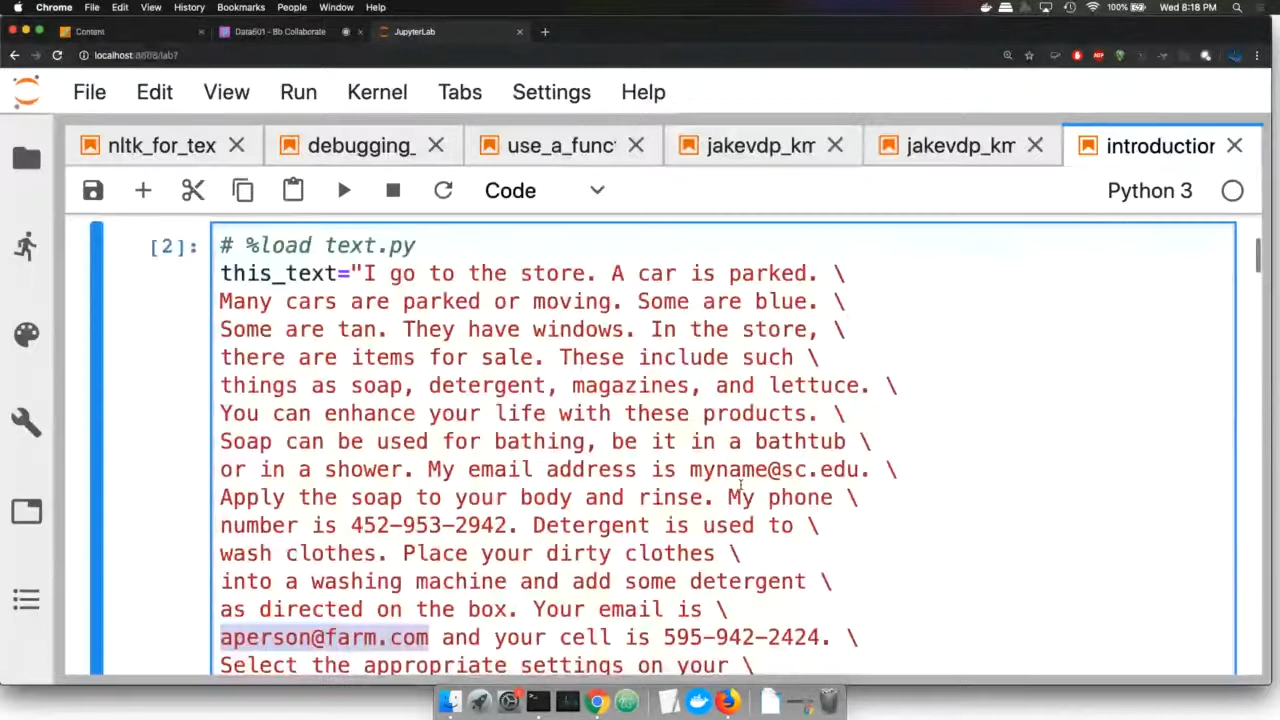 Chrome File Edit View History Bookmarks People Window Help 100% Wed 8:18 PM
Content Data601 - Bb Collaborate JupyterLab
localhost:8888/lab?
File Edit View Run Kernel Tabs Settings Help
nltk_for_tex debugging_ use_a_func jakevdp_km jakevdp_km introduction
Code Python 3
[2]: # %load text.py
this_text="I go to the store. A car is parked. \
Many cars are parked or moving. Some are blue. \
Some are tan. They have windows. In the store, \
there are items for sale. These include such \
things as soap, detergent, magazines, and lettuce. \
You can enhance your life with these products. \
Soap can be used for bathing, be it in a bathtub \
or in a shower. My email address is myname@sc.edu. \
Apply the soap to your body and rinse. My phone \
number is 452-953-2942. Detergent is used to \
wash clothes. Place your dirty clothes \
into a washing machine and add some detergent \
as directed on the box. Your email is \
aperson@farm.com and your cell is 595-942-2424. \
Select the appropriate settings on your \